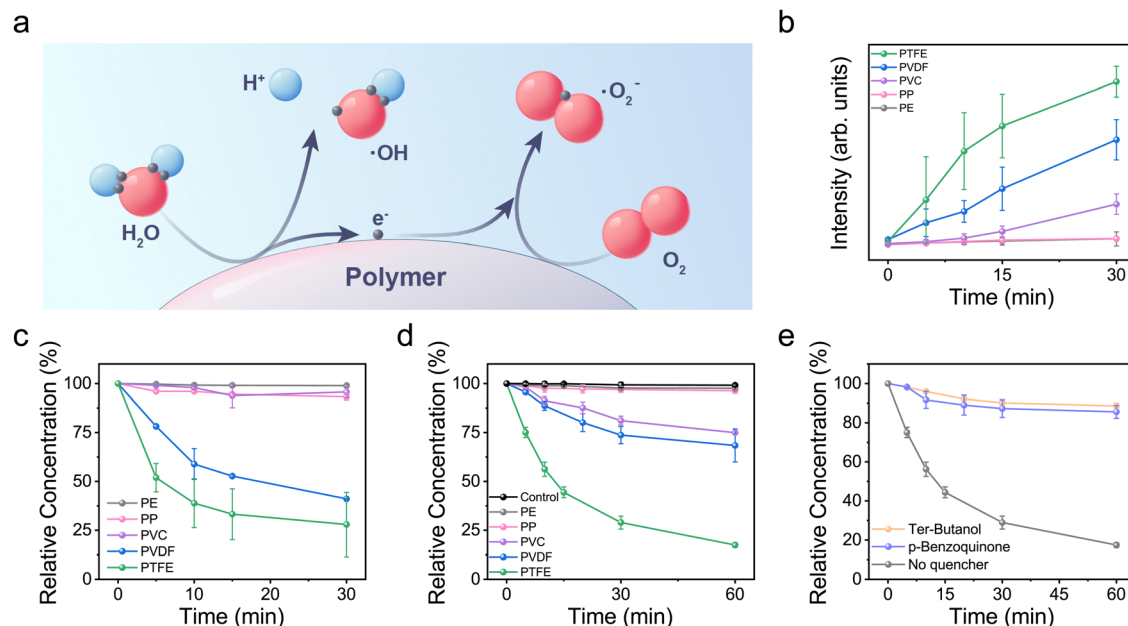 a
H⁺
·OH
·O₂⁻
H₂O
e⁻
O₂
Polymer
b
Intensity (arb. units)
PTFE
PVDF
PVC
PP
PE
0 15 30
Time (min)
c
Relative Concentration (%)
100
75
50
25
0
PE
PP
PVC
PVDF
PTFE
0 10 20 30
Time (min)
d
Relative Concentration (%)
100
75
50
25
0
Control
PE
PP
PVC
PVDF
PTFE
0 20 40 60
Time (min)
e
Relative Concentration (%)
100
80
60
40
20
0
Ter-Butanol
p-Benzoquinone
No quencher
0 15 30 45 60
Time (min)